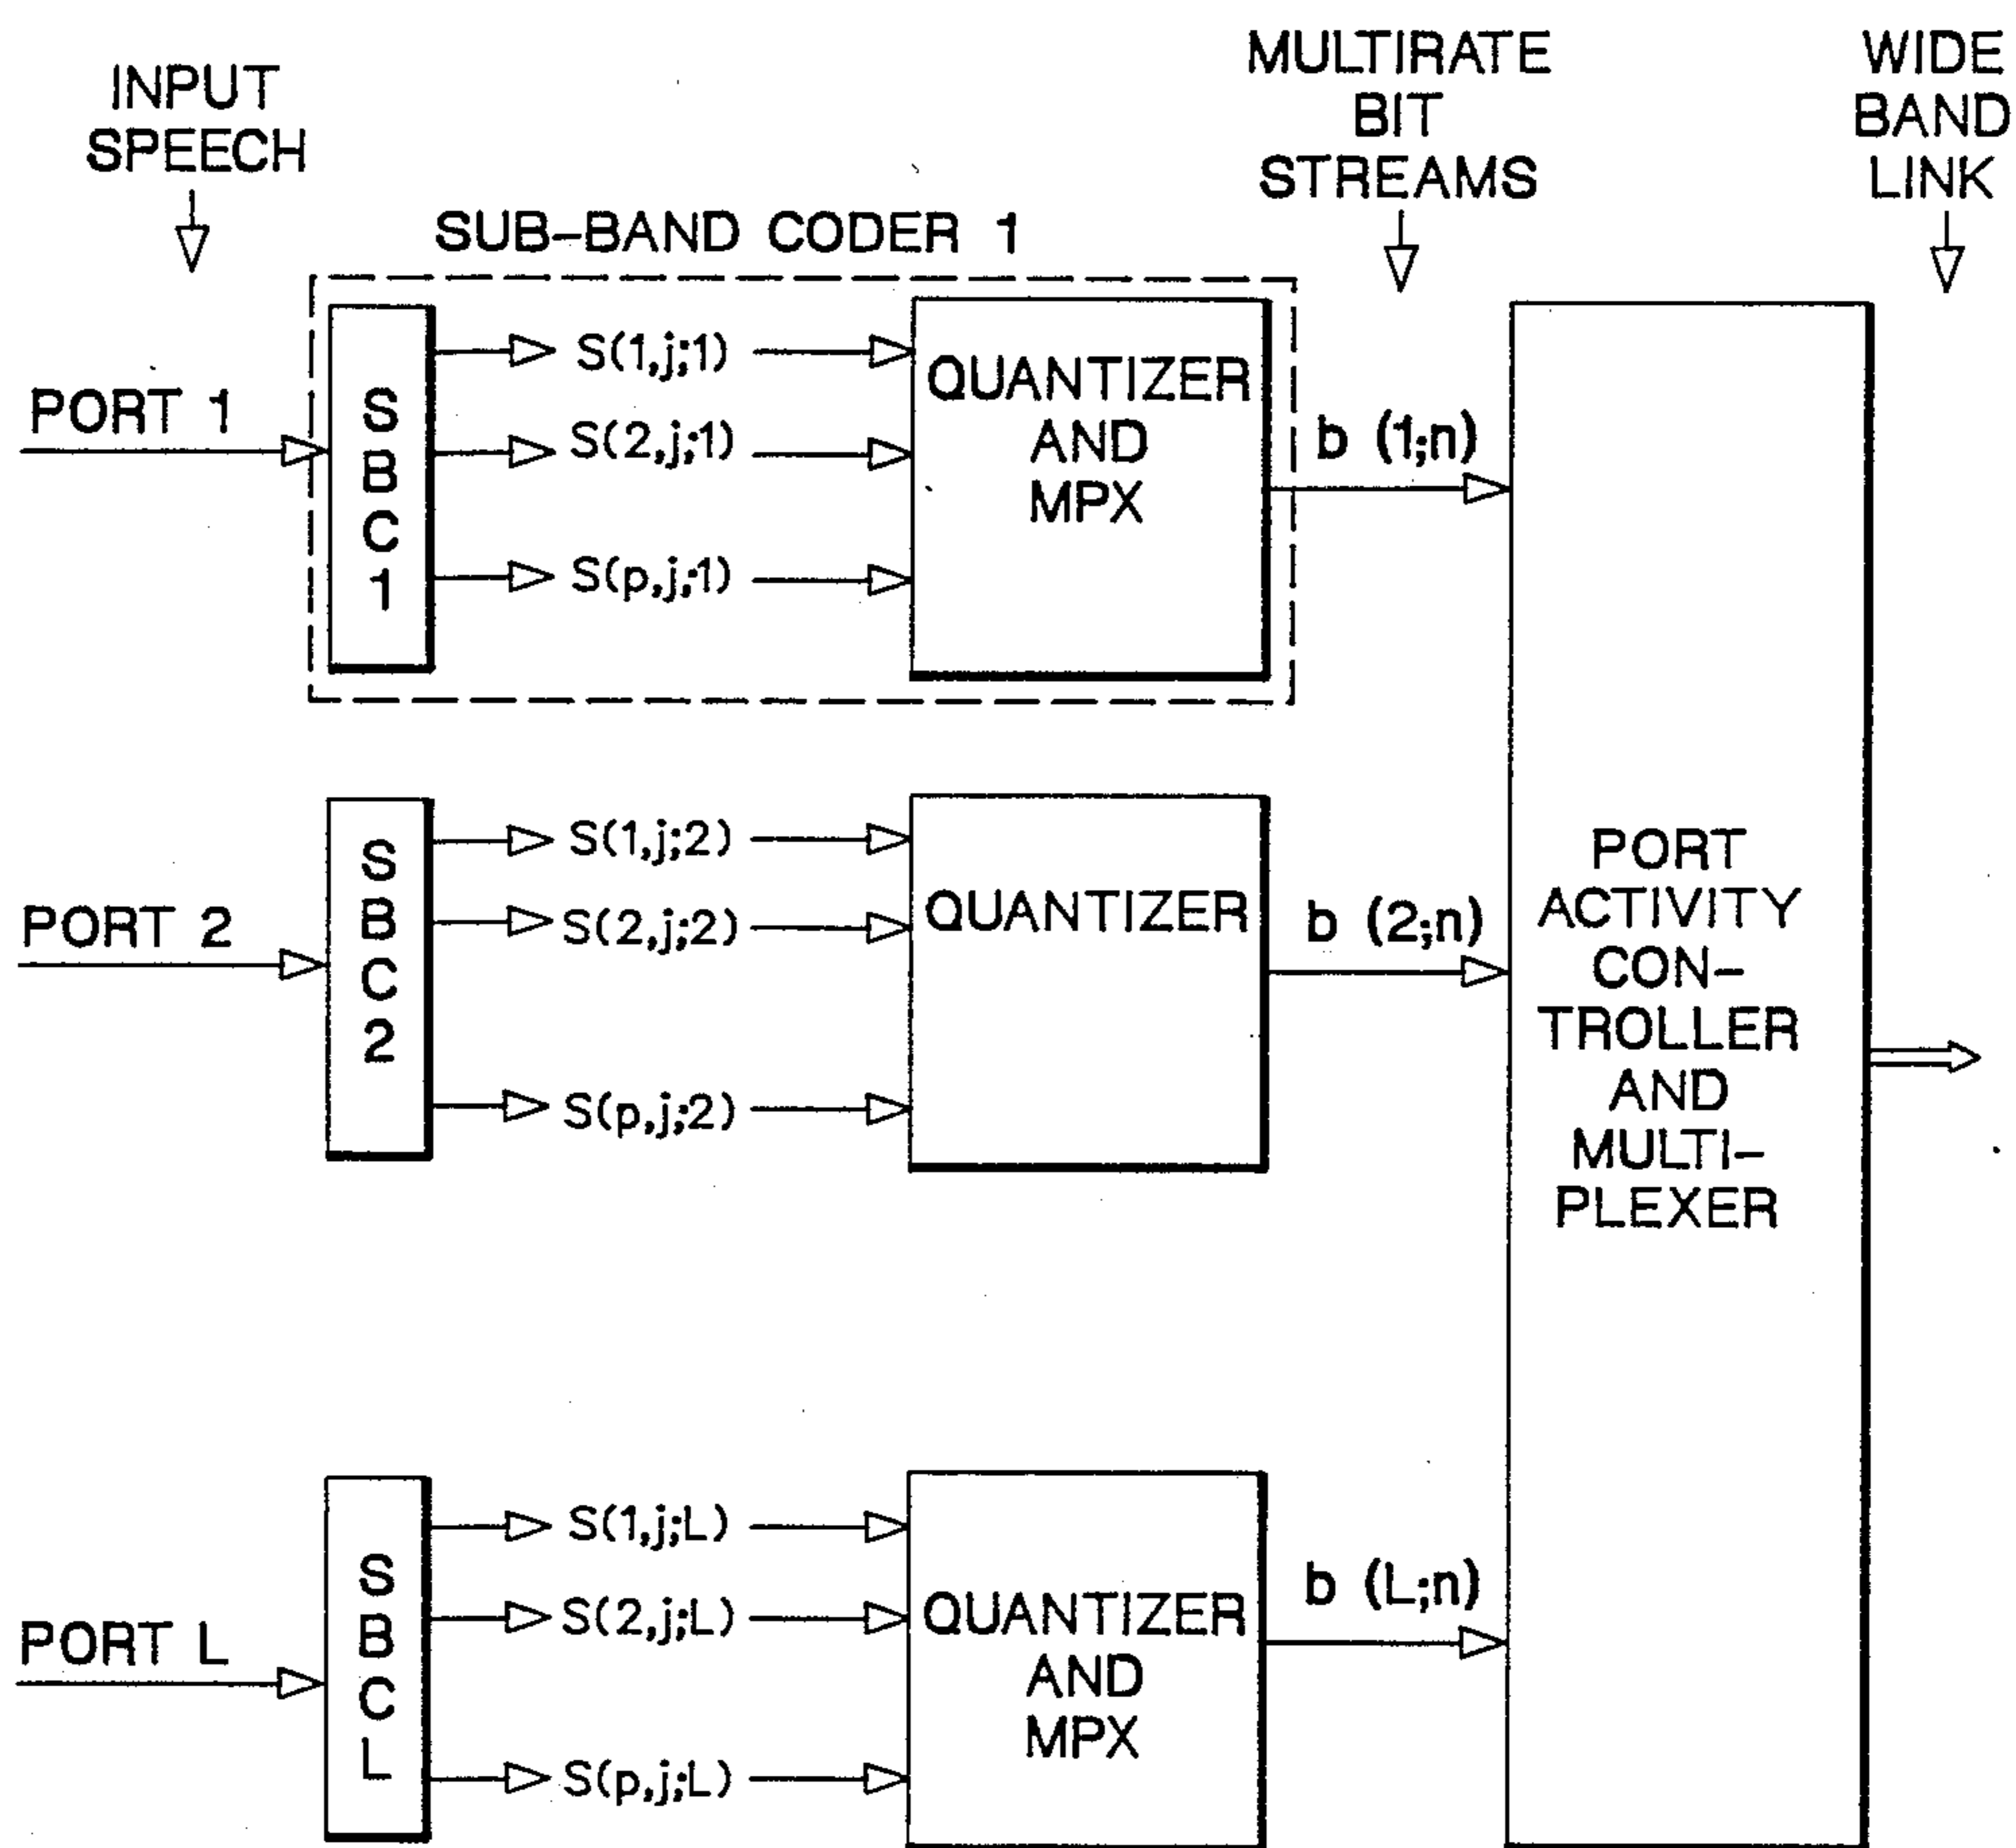 INPUT
SPEECH
MULTIRATE
BIT
STREAMS
WIDE
BAND
LINK
SUB-BAND CODER 1
PORT 1
S
B
C
1
S(1,j;1)
S(2,j;1)
S(p,j;1)
QUANTIZER
AND
MPX
b (1;n)
PORT 2
S
B
C
2
S(1,j;2)
S(2,j;2)
S(p,j;2)
QUANTIZER
b (2;n)
PORT L
S
B
C
L
S(1,j;L)
S(2,j;L)
S(p,j;L)
QUANTIZER
AND
MPX
b (L;n)
PORT
ACTIVITY
CON-
TROLLER
AND
MULTI-
PLEXER